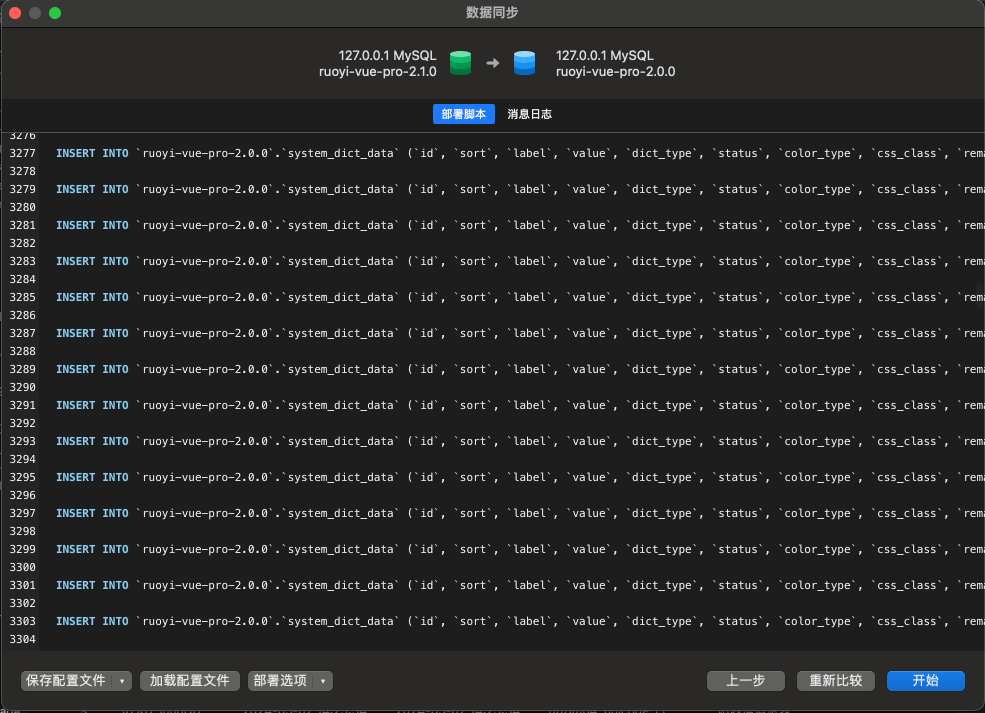 数据同步
127.0.0.1 MySQL
ruoyi-vue-pro-2.1.0
127.0.0.1 MySQL
ruoyi-vue-pro-2.0.0
部署脚本 消息日志
3276
3277 INSERT INTO `ruoyi-vue-pro-2.0.0`.`system_dict_data` (`id`, `sort`, `label`, `value`, `dict_type`, `status`, `color_type`, `css_class`, `rema
3278
3279 INSERT INTO `ruoyi-vue-pro-2.0.0`.`system_dict_data` (`id`, `sort`, `label`, `value`, `dict_type`, `status`, `color_type`, `css_class`, `rema
3280
3281 INSERT INTO `ruoyi-vue-pro-2.0.0`.`system_dict_data` (`id`, `sort`, `label`, `value`, `dict_type`, `status`, `color_type`, `css_class`, `rema
3282
3283 INSERT INTO `ruoyi-vue-pro-2.0.0`.`system_dict_data` (`id`, `sort`, `label`, `value`, `dict_type`, `status`, `color_type`, `css_class`, `rema
3284
3285 INSERT INTO `ruoyi-vue-pro-2.0.0`.`system_dict_data` (`id`, `sort`, `label`, `value`, `dict_type`, `status`, `color_type`, `css_class`, `rema
3286
3287 INSERT INTO `ruoyi-vue-pro-2.0.0`.`system_dict_data` (`id`, `sort`, `label`, `value`, `dict_type`, `status`, `color_type`, `css_class`, `rema
3288
3289 INSERT INTO `ruoyi-vue-pro-2.0.0`.`system_dict_data` (`id`, `sort`, `label`, `value`, `dict_type`, `status`, `color_type`, `css_class`, `rema
3290
3291 INSERT INTO `ruoyi-vue-pro-2.0.0`.`system_dict_data` (`id`, `sort`, `label`, `value`, `dict_type`, `status`, `color_type`, `css_class`, `rema
3292
3293 INSERT INTO `ruoyi-vue-pro-2.0.0`.`system_dict_data` (`id`, `sort`, `label`, `value`, `dict_type`, `status`, `color_type`, `css_class`, `rema
3294
3295 INSERT INTO `ruoyi-vue-pro-2.0.0`.`system_dict_data` (`id`, `sort`, `label`, `value`, `dict_type`, `status`, `color_type`, `css_class`, `rema
3296
3297 INSERT INTO `ruoyi-vue-pro-2.0.0`.`system_dict_data` (`id`, `sort`, `label`, `value`, `dict_type`, `status`, `color_type`, `css_class`, `rema
3298
3299 INSERT INTO `ruoyi-vue-pro-2.0.0`.`system_dict_data` (`id`, `sort`, `label`, `value`, `dict_type`, `status`, `color_type`, `css_class`, `rema
3300
3301 INSERT INTO `ruoyi-vue-pro-2.0.0`.`system_dict_data` (`id`, `sort`, `label`, `value`, `dict_type`, `status`, `color_type`, `css_class`, `rema
3302
3303 INSERT INTO `ruoyi-vue-pro-2.0.0`.`system_dict_data` (`id`, `sort`, `label`, `value`, `dict_type`, `status`, `color_type`, `css_class`, `rema
3304
保存配置文件 加载配置文件 部署选项 上一步 重新比较 开始